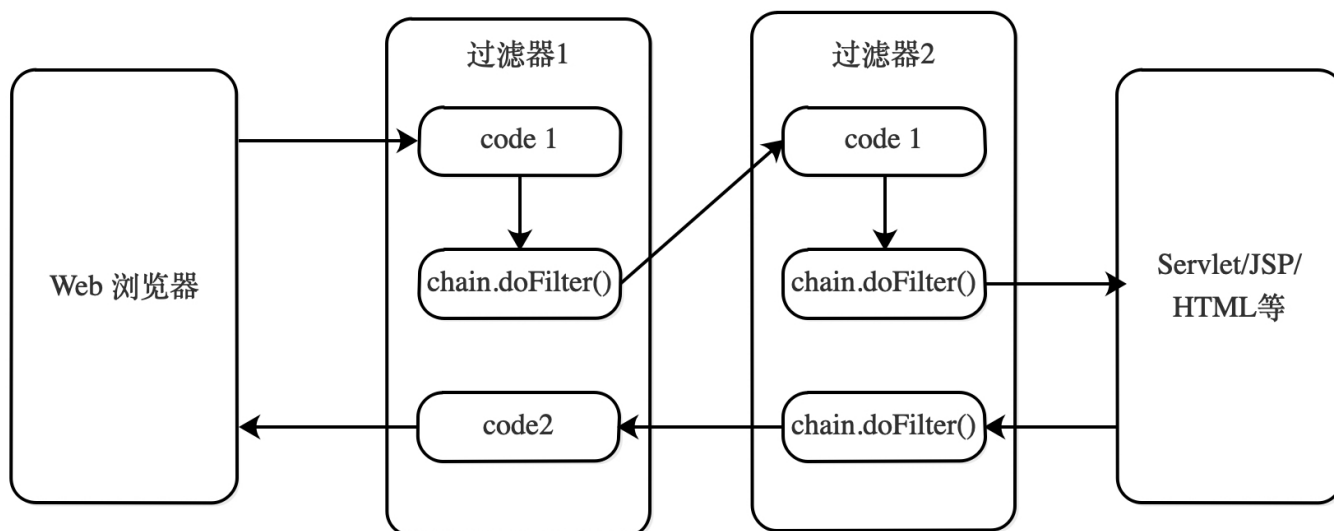 Web 浏览器
过滤器1
code 1
chain.doFilter()
code2
过滤器2
code 1
chain.doFilter()
chain.doFilter()
Servlet/JSP/
HTML等